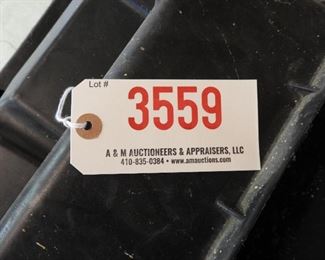 Lot #
3559
A & M AUCTIONEERS & APPRAISERS, LLC
410-835-0384 • www.amauctions.com